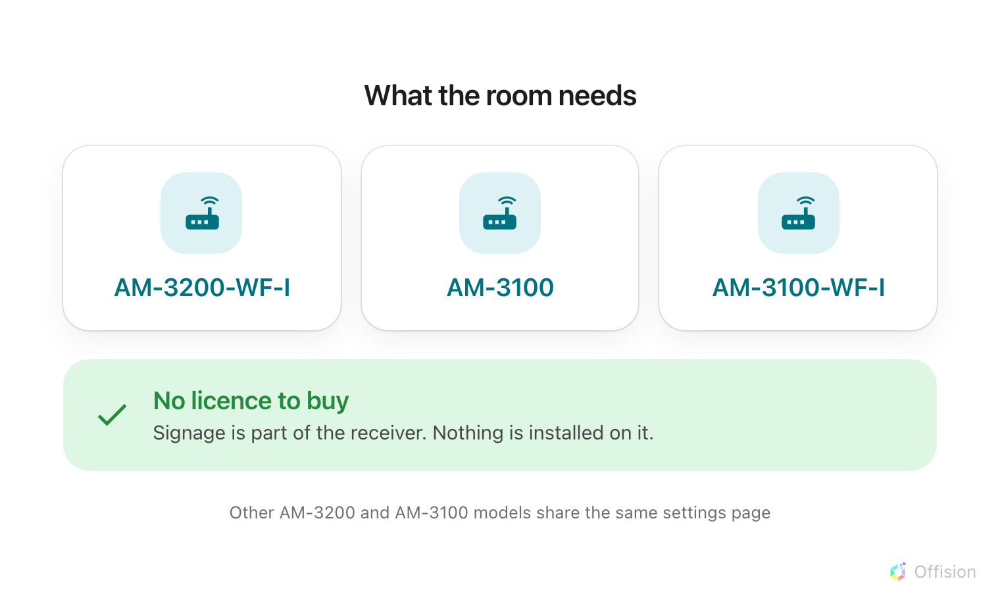 What the room needs
AM-3200-WF-I
AM-3100
AM-3100-WF-I
No licence to buy
Signage is part of the receiver. Nothing is installed on it.
Other AM-3200 and AM-3100 models share the same settings page
Offision